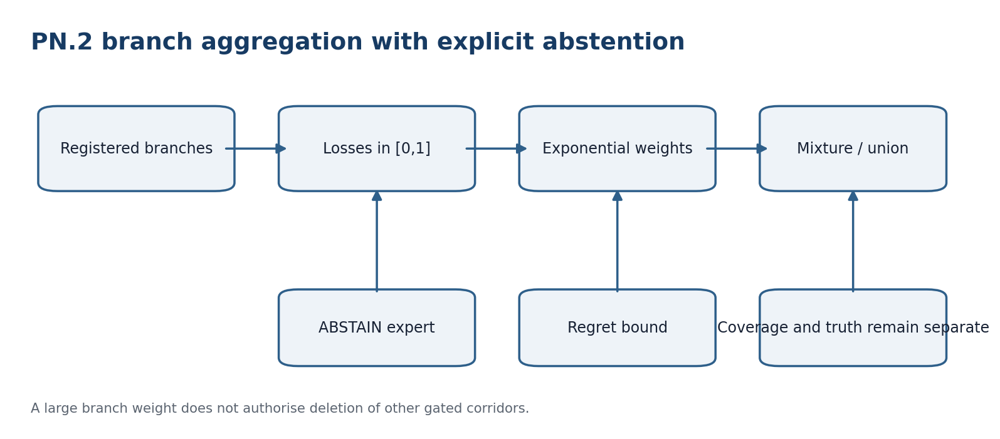 PN.2 branch aggregation with explicit abstention
Registered branches
Losses in [0,1]
Exponential weights
Mixture / union
ABSTAIN expert
Regret bound
Coverage and truth remain separate
A large branch weight does not authorise deletion of other gated corridors.